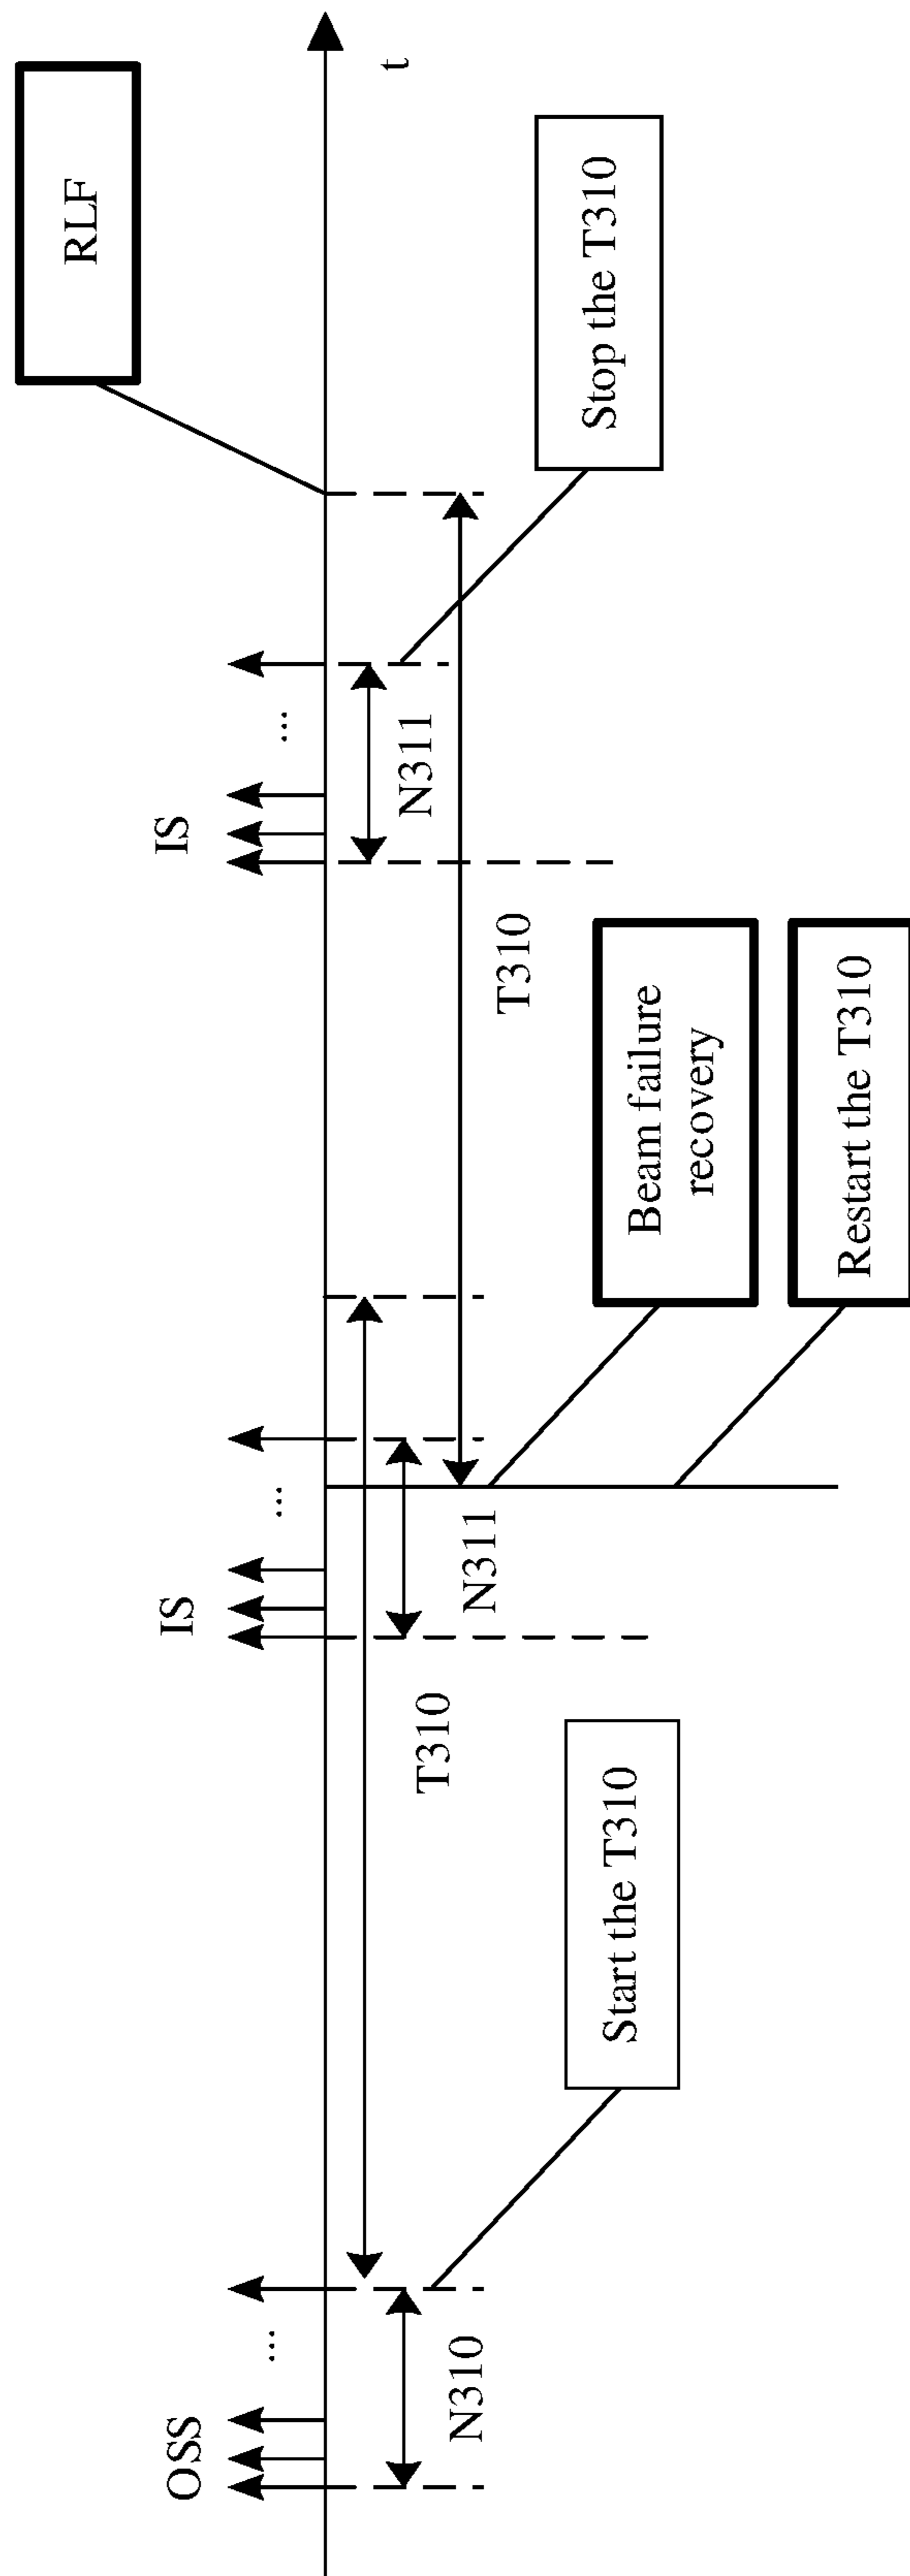 OSS
...
N310
Start the T310
T310
IS
...
N311
Beam failure
recovery
Restart the T310
T310
IS
...
N311
Stop the T310
RLF
t